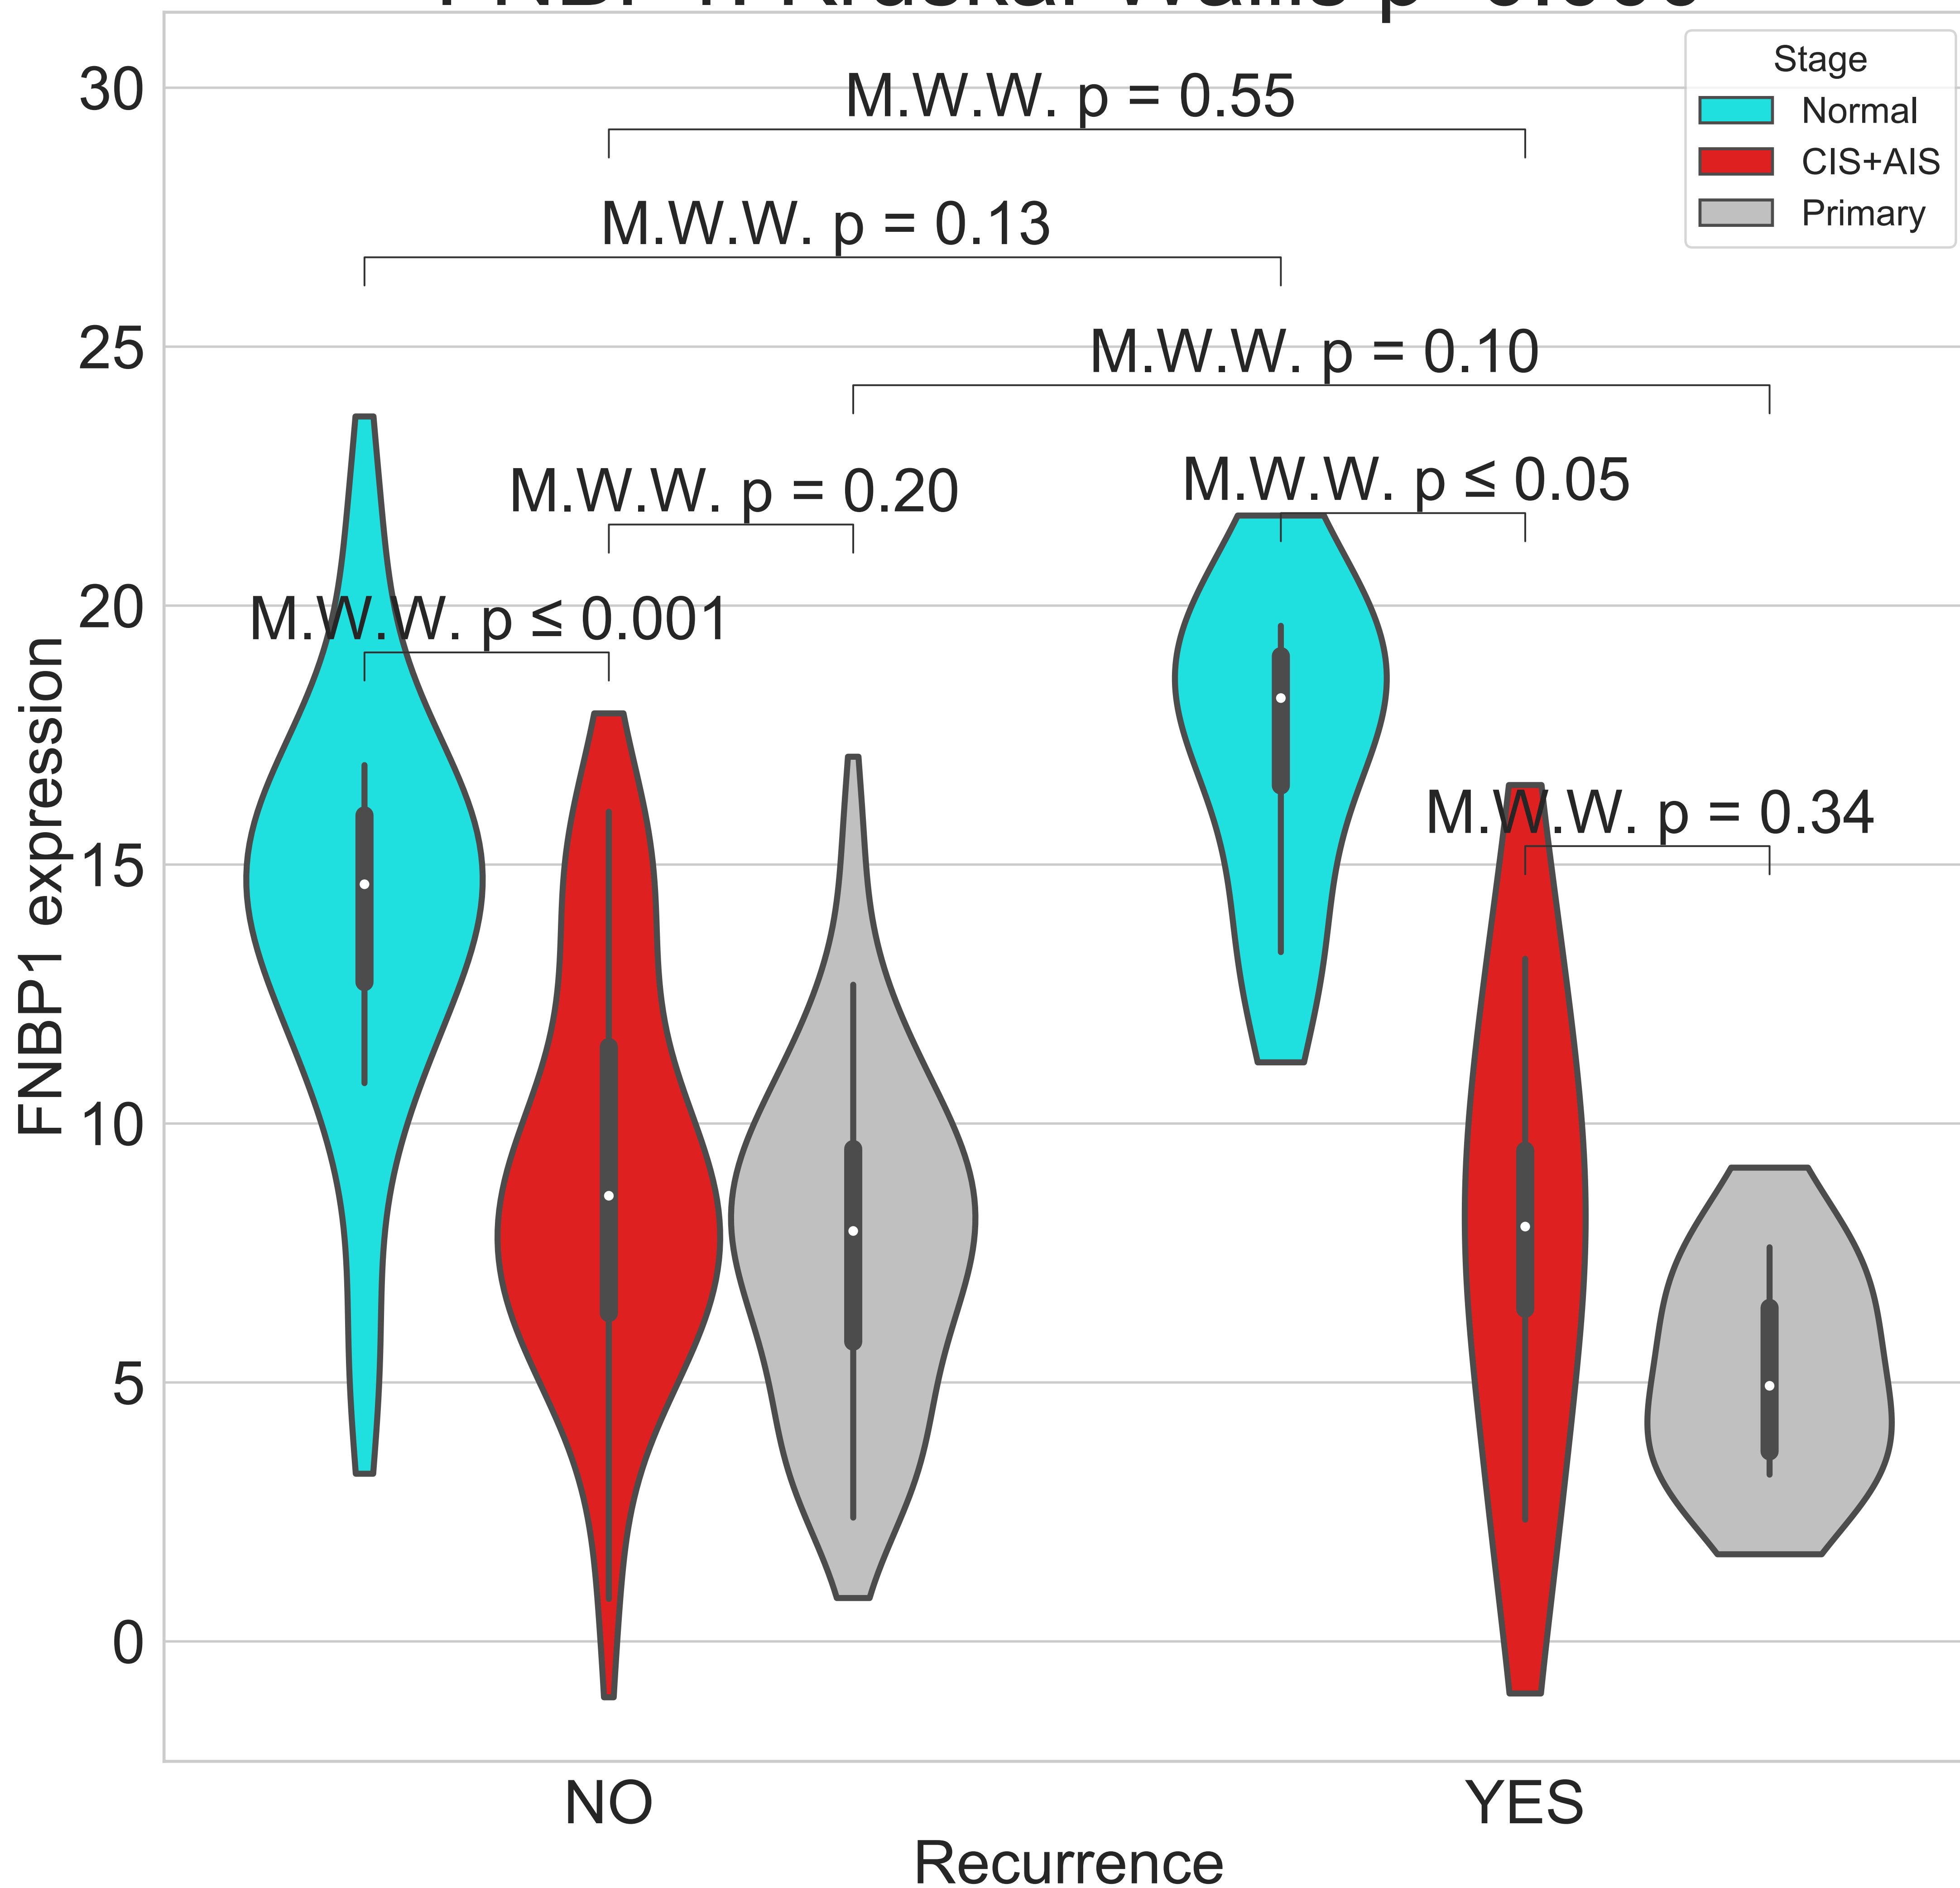 Stage
Normal
CIS+AIS
Primary
30
25
20
15
10
5
0
FNBP1 expression
M.W.W. p = 0.55
M.W.W. p = 0.13
M.W.W. p = 0.10
M.W.W. p ≤ 0.05
M.W.W. p = 0.20
M.W.W. p ≤ 0.001
M.W.W. p = 0.34
NO
YES
Recurrence